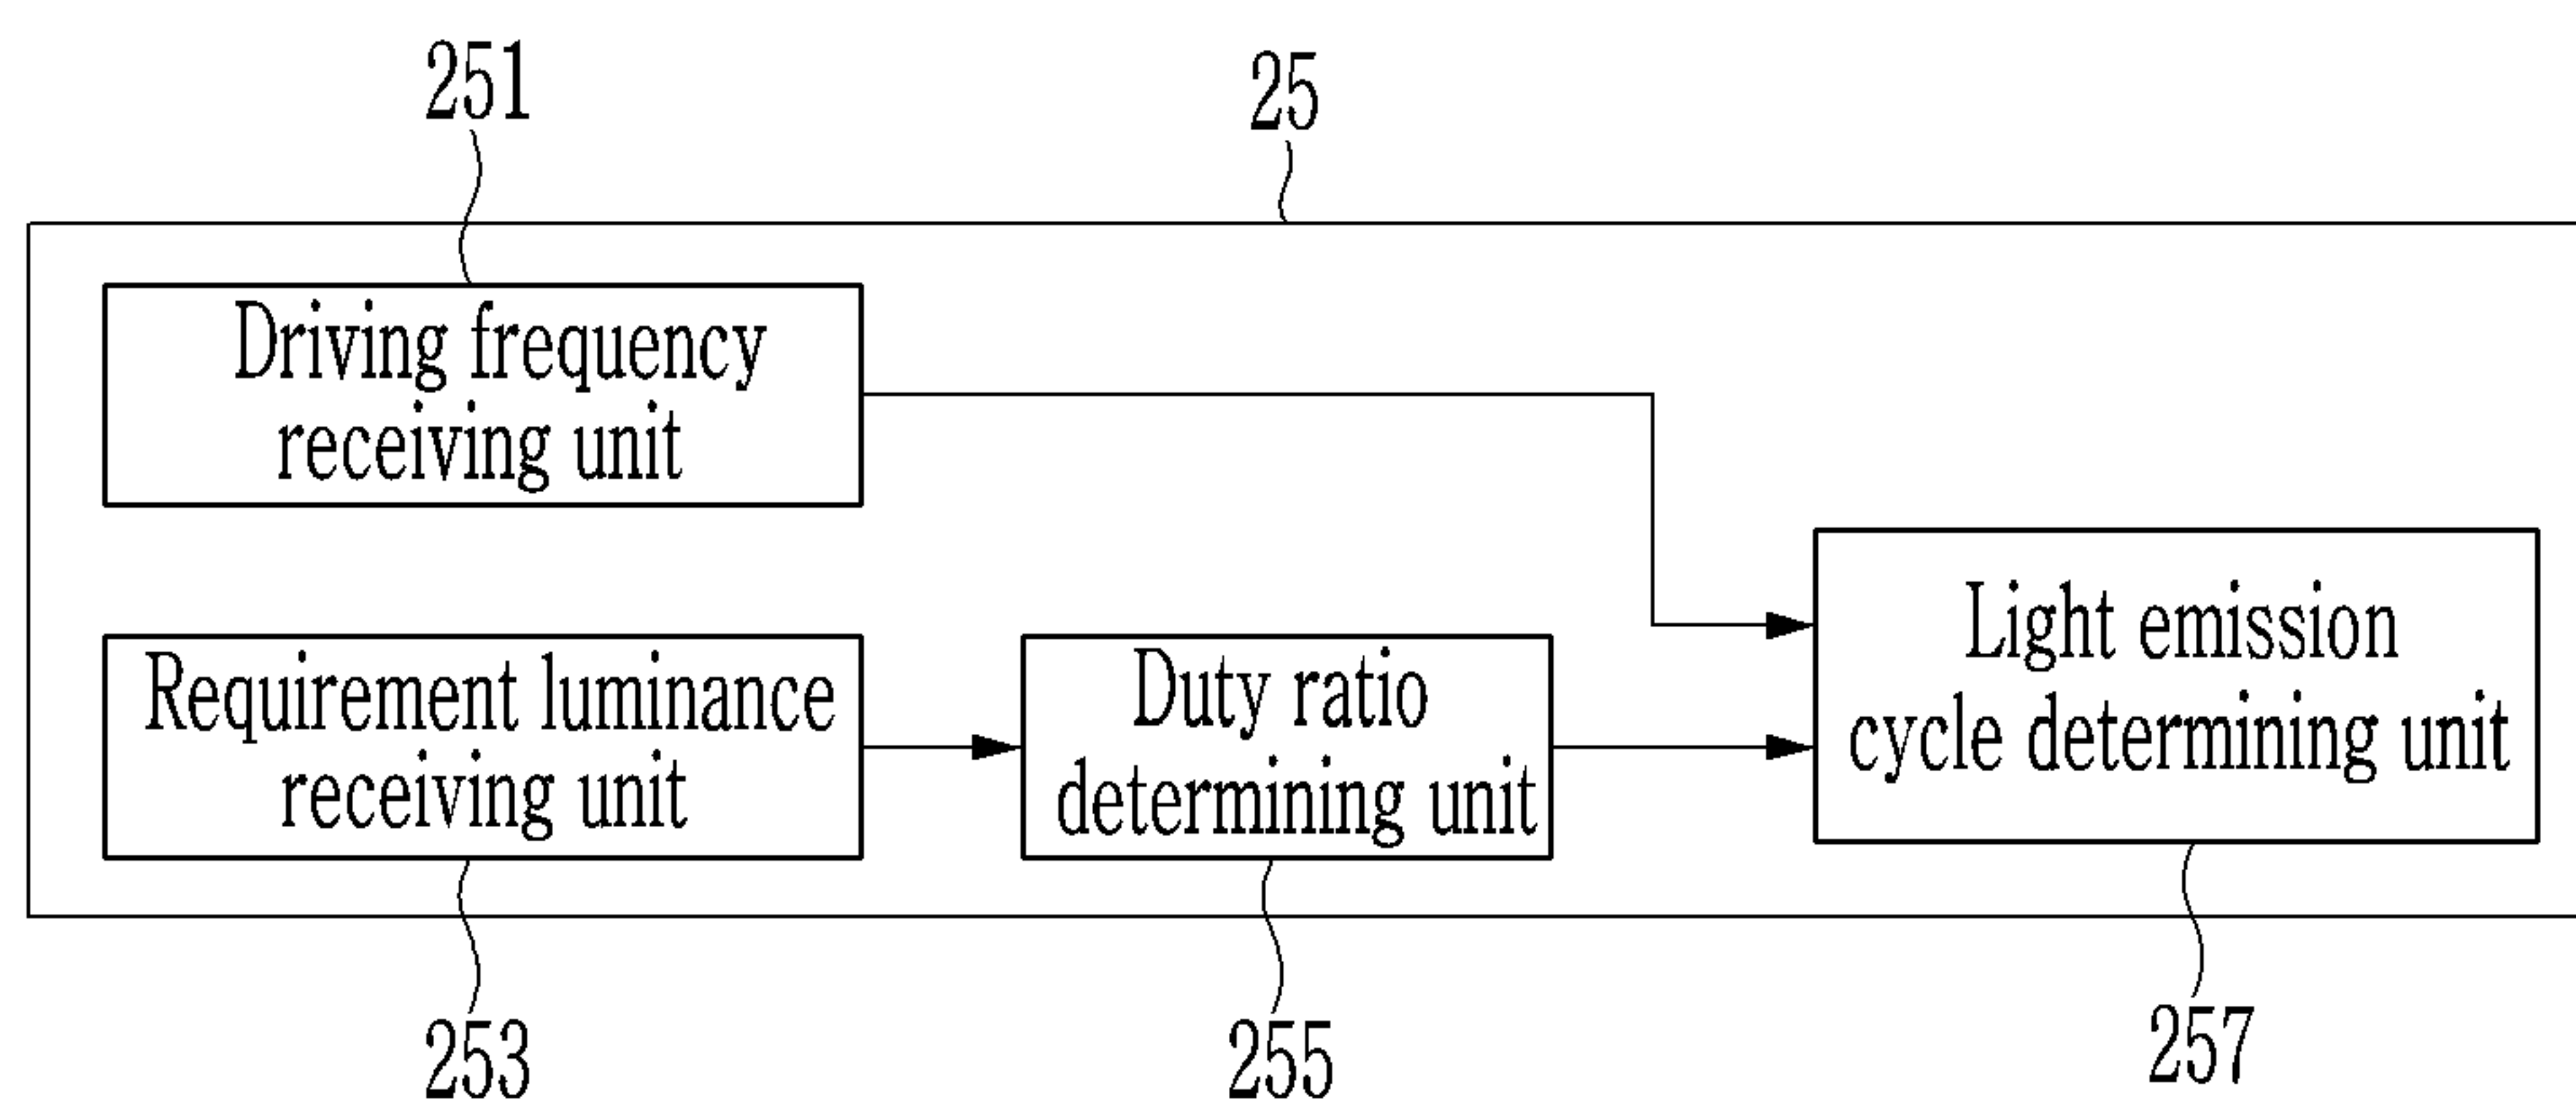 251
25
Driving frequency
receiving unit
Requirement luminance
receiving unit
Duty ratio
determining unit
Light emission
cycle determining unit
253
255
257